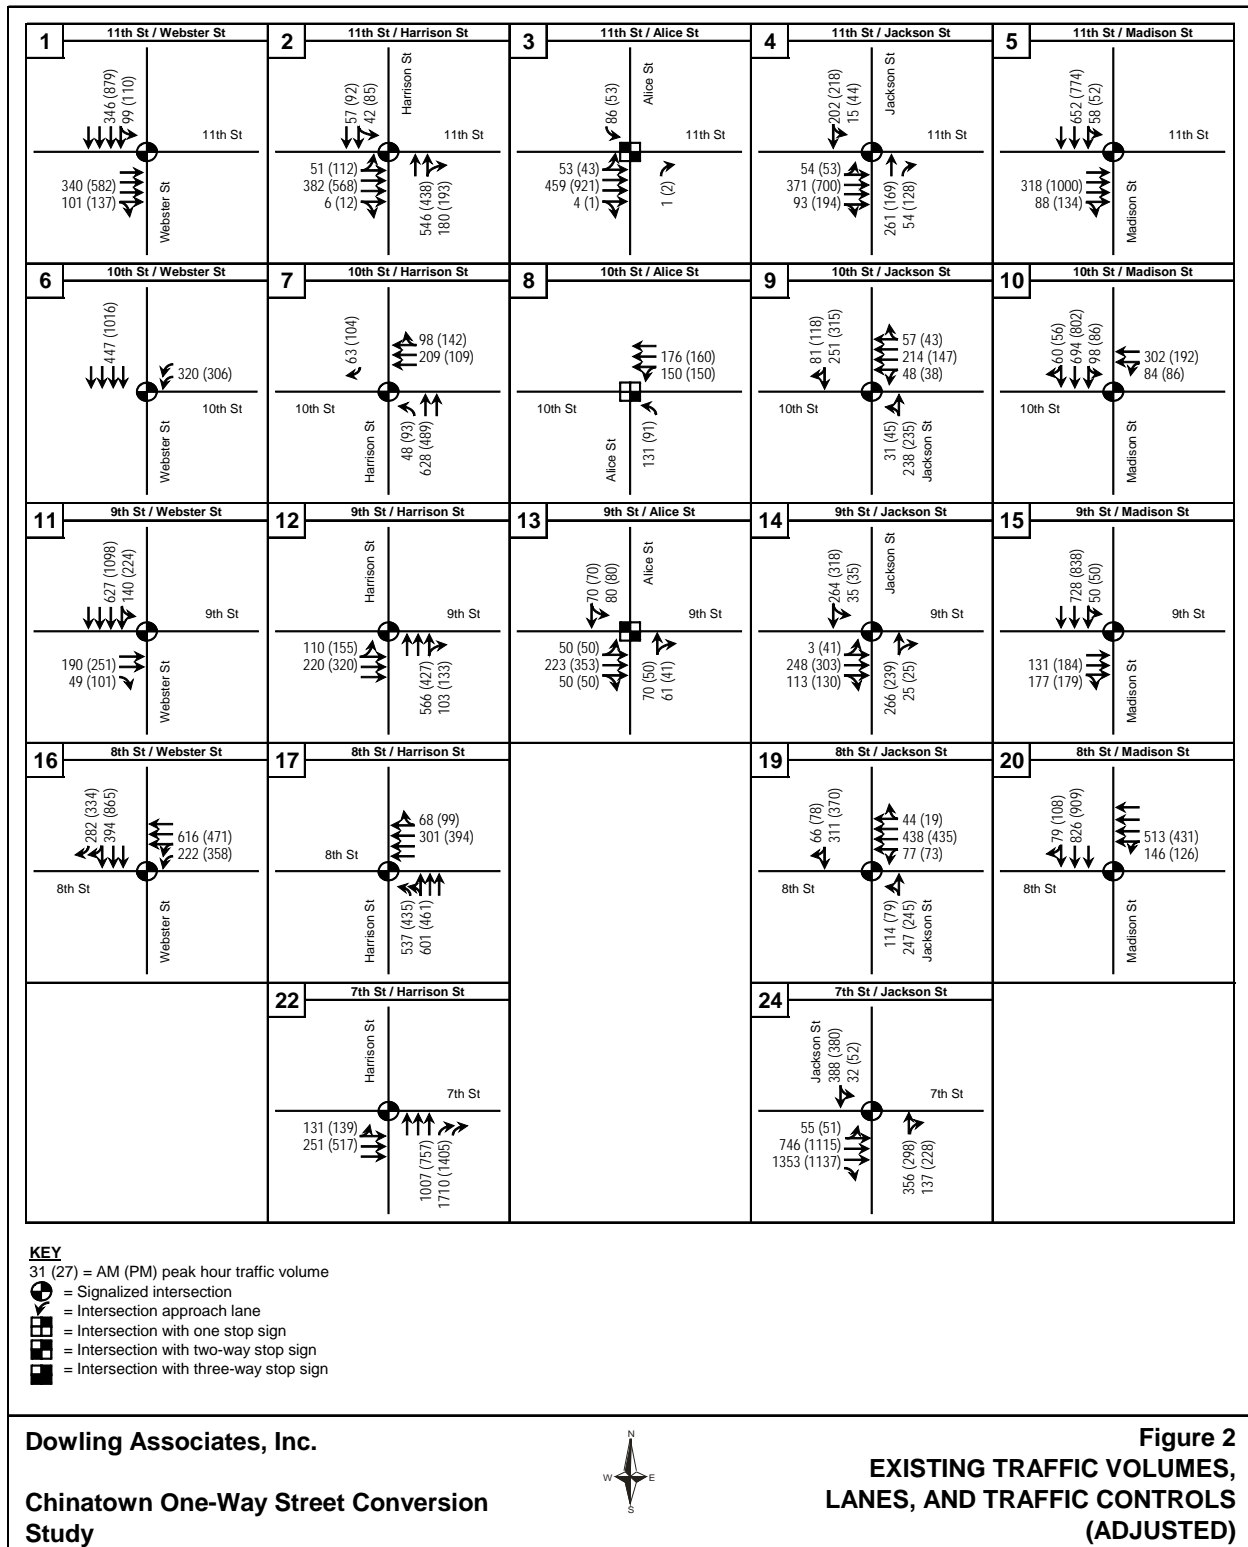 1
11th St / Webster St
346 (879)
99 (110)
11th St
340 (582)
101 (137)
Webster St
2
11th St / Harrison St
57 (92)
42 (85)
Harrison St
11th St
51 (112)
382 (568)
6 (12)
546 (438)
180 (193)
3
11th St / Alice St
86 (53)
Alice St
11th St
53 (43)
459 (921)
4 (1)
1 (2)
4
11th St / Jackson St
202 (218)
15 (44)
Jackson St
11th St
54 (53)
371 (700)
93 (194)
261 (169)
54 (128)
5
11th St / Madison St
652 (774)
58 (52)
11th St
318 (1000)
88 (134)
Madison St
6
10th St / Webster St
447 (1016)
320 (306)
10th St
Webster St
7
10th St / Harrison St
63 (104)
98 (142)
209 (109)
10th St
Harrison St
48 (93)
628 (489)
8
10th St / Alice St
176 (160)
150 (150)
10th St
Alice St
131 (91)
9
10th St / Jackson St
81 (118)
251 (315)
57 (43)
214 (147)
48 (38)
10th St
31 (45)
238 (235)
Jackson St
10
10th St / Madison St
60 (56)
694 (802)
98 (86)
302 (192)
84 (86)
10th St
Madison St
11
9th St / Webster St
627 (1098)
140 (224)
9th St
190 (251)
49 (101)
Webster St
12
9th St / Harrison St
Harrison St
9th St
110 (155)
220 (320)
566 (427)
103 (133)
13
9th St / Alice St
70 (70)
80 (80)
Alice St
9th St
50 (50)
223 (353)
50 (50)
70 (50)
61 (41)
14
9th St / Jackson St
264 (318)
35 (35)
Jackson St
9th St
3 (41)
248 (303)
113 (130)
266 (239)
25 (25)
15
9th St / Madison St
728 (838)
50 (50)
9th St
131 (184)
177 (179)
Madison St
16
8th St / Webster St
282 (334)
394 (865)
616 (471)
222 (358)
8th St
Webster St
17
8th St / Harrison St
68 (99)
301 (394)
8th St
Harrison St
537 (435)
601 (461)
19
8th St / Jackson St
66 (78)
311 (370)
44 (19)
438 (435)
77 (73)
8th St
114 (79)
247 (245)
Jackson St
20
8th St / Madison St
79 (108)
826 (909)
513 (431)
146 (126)
8th St
Madison St
22
7th St / Harrison St
Harrison St
7th St
131 (139)
251 (517)
1007 (757)
1710 (1405)
24
7th St / Jackson St
Jackson St
388 (380)
32 (52)
7th St
55 (51)
746 (1115)
1353 (1137)
356 (298)
137 (228)
KEY
31 (27) = AM (PM) peak hour traffic volume
= Signalized intersection
= Intersection approach lane
= Intersection with one stop sign
= Intersection with two-way stop sign
= Intersection with three-way stop sign
Dowling Associates, Inc.
Chinatown One-Way Street Conversion
Study
N
W E
S
Figure 2
EXISTING TRAFFIC VOLUMES,
LANES, AND TRAFFIC CONTROLS
(ADJUSTED)